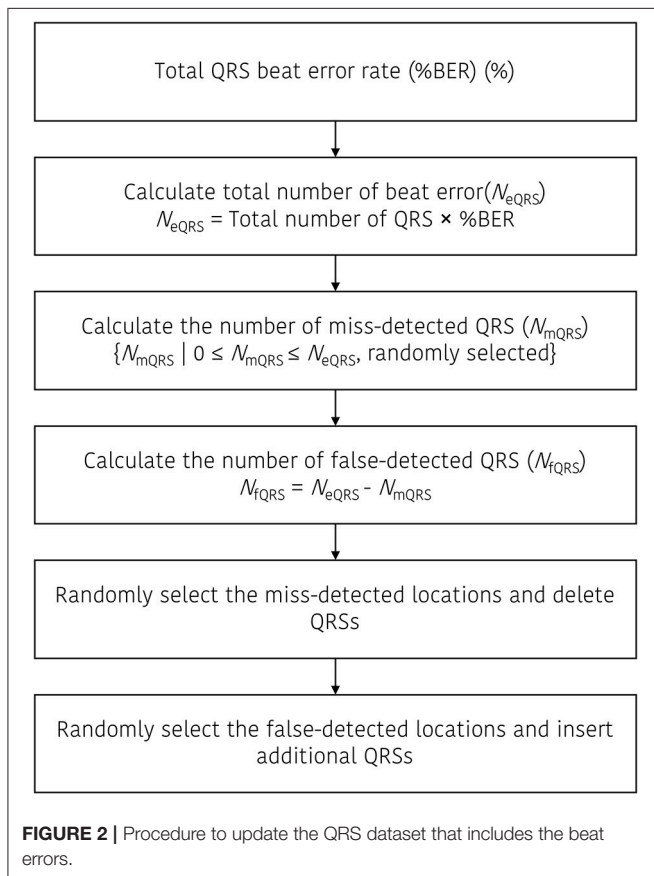 Total QRS beat error rate (%BER) (%)
Calculate total number of beat error(NeQRS)
NeQRS = Total number of QRS × %BER
Calculate the number of miss-detected QRS (NmQRS)
{NmQRS | 0 ≤ NmQRS ≤ NeQRS, randomly selected}
Calculate the number of false-detected QRS (NfQRS)
NfQRS = NeQRS - NmQRS
Randomly select the miss-detected locations and delete
QRSs
Randomly select the false-detected locations and insert
additional QRSs
FIGURE 2 | Procedure to update the QRS dataset that includes the beat
errors.